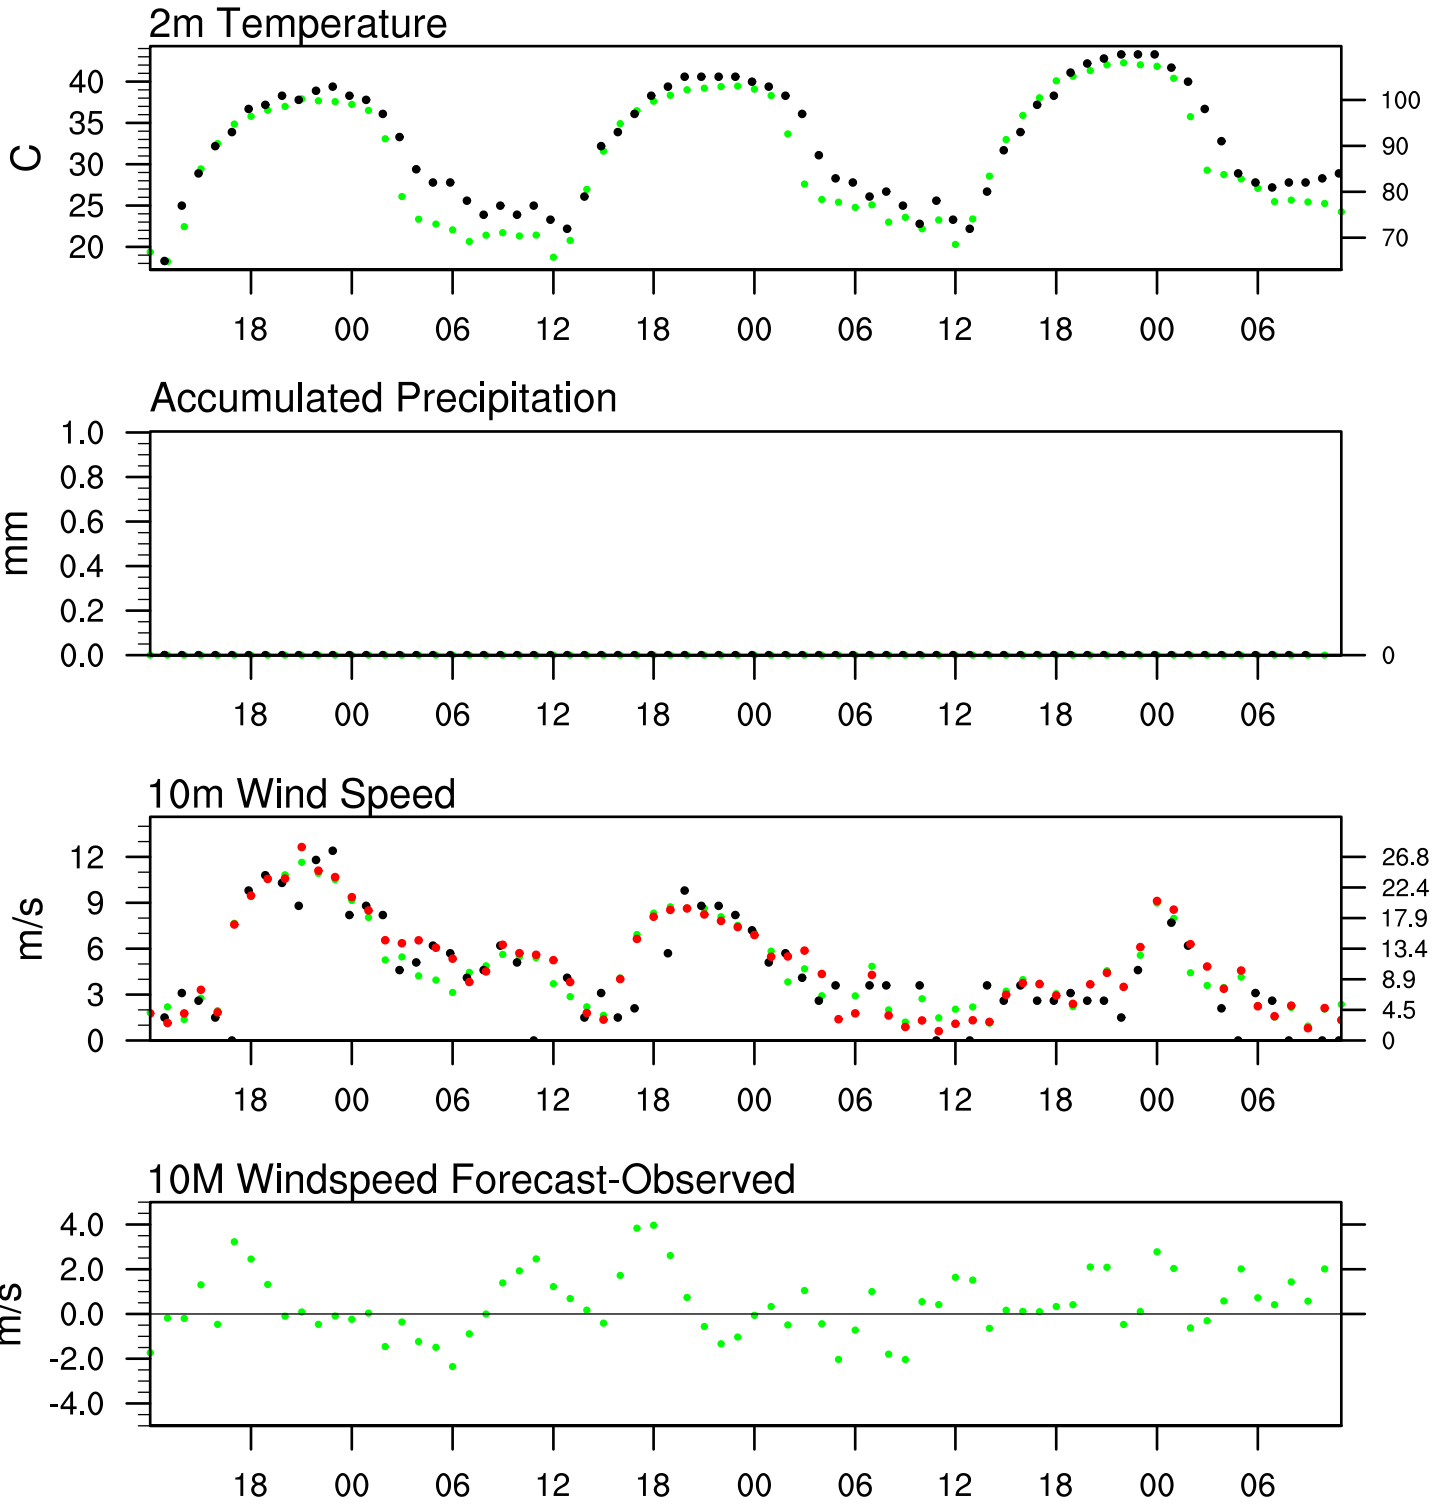 2m Temperature
C
40
35
30
25
20
100
90
80
70
18 00 06 12 18 00 06 12 18 00 06
Accumulated Precipitation
mm
1.0
0.8
0.6
0.4
0.2
0.0
0
18 00 06 12 18 00 06 12 18 00 06
10m Wind Speed
m/s
12
9
6
3
0
26.8
22.4
17.9
13.4
8.9
4.5
0
18 00 06 12 18 00 06 12 18 00 06
10M Windspeed Forecast-Observed
m/s
4.0
2.0
0.0
-2.0
-4.0
18 00 06 12 18 00 06 12 18 00 06